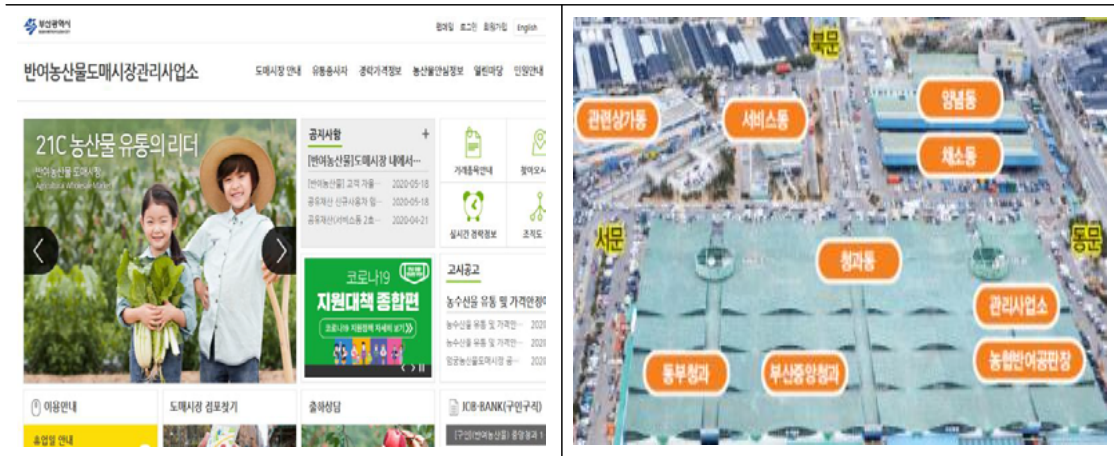 부산광역시
웹메일 로그인 회원가입 English
반여농산물도매시장관리사업소
도매시장 안내 유통종사자 경락가격정보 농산물안심정보 열린마당 민원안내
21C 농산물 유통의 리더
반여농산물 도매시장
Agricultural Wholesale Market
공지사항 +
[반여농산물]도매시장 내에서…
[반여농산물] 고객 자율… 2020-05-18
공유재산 신규사용자 입… 2020-05-18
공유재산(서비스동 2호… 2020-04-21
거래품목안내 찾아오시
실시간 경락정보 조직도
코로나19
지원대책 종합편
코로나19 지원정책 자세히 보기
고시공고
농수산물 유통 및 가격안정에
농수산물 유통 및 가격안… 2020
농수산물 유통 및 가격안… 2020
엄궁농산물도매시장 공… 2020
이용안내
휴업일 안내
도매시장 점포찾기
출하상담
JOB-BANK(구인구직)
[구인](반여농산물) 중앙청과 1
북문
관련상가동
서비스동
양념동
채소동
서문
동문
청과동
관리사업소
동부청과
부산중앙청과
농협반여공판장